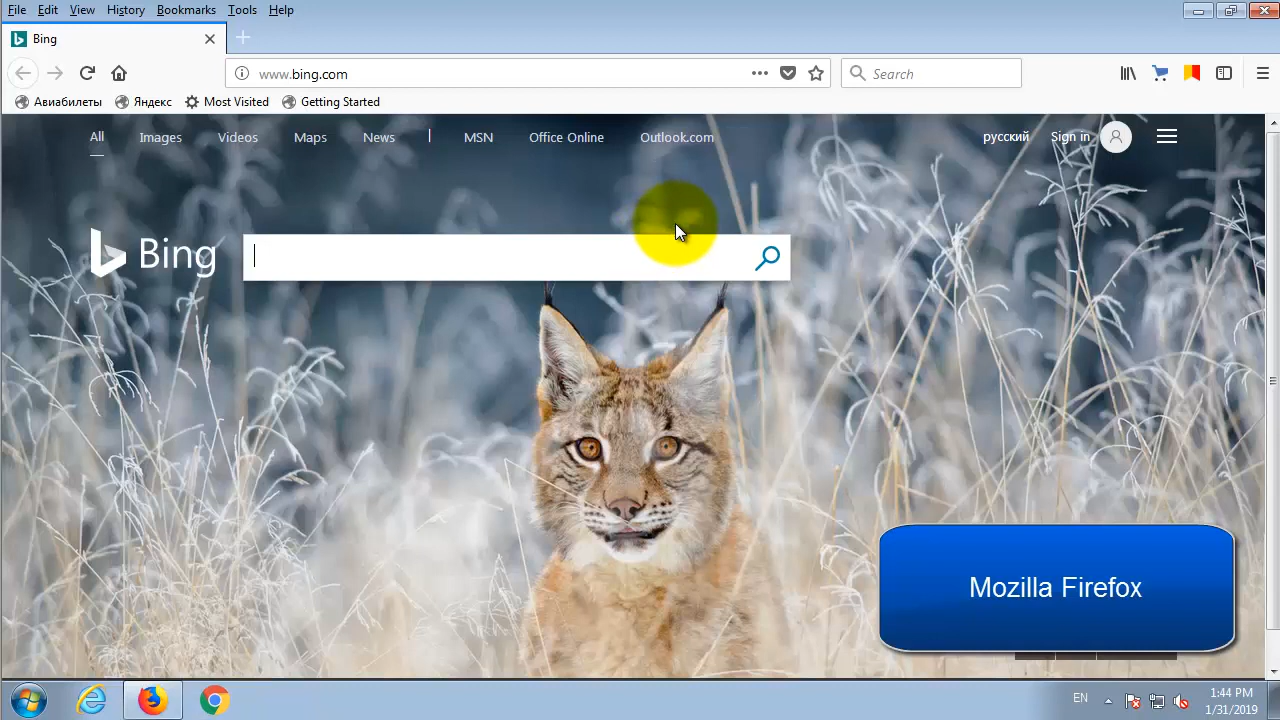 File Edit View History Bookmarks Tools Help
Bing
www.bing.com
Search
Авиабилеты Яндекс Most Visited Getting Started
All Images Videos Maps News | MSN Office Online Outlook.com русский Sign in
Bing
Mozilla Firefox
EN
1:44 PM
1/31/2019